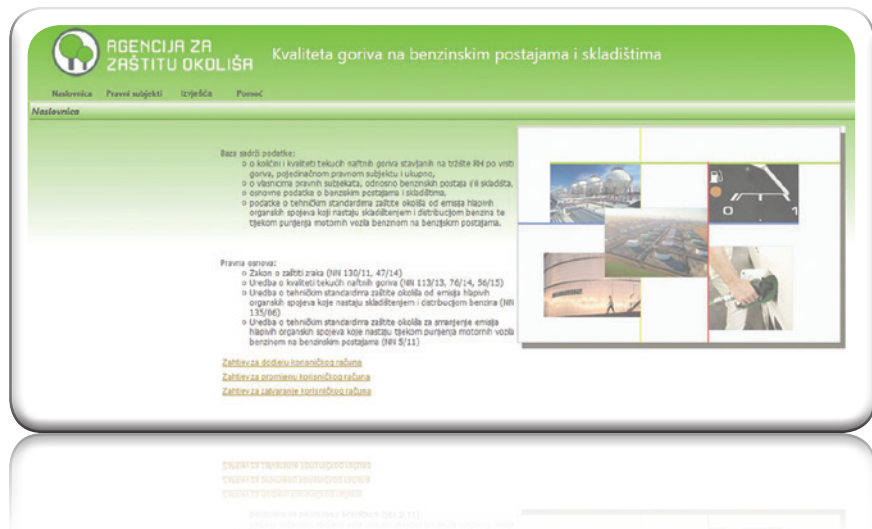 AGENCIJA ZA
ZAŠTITU OKOLIŠA
Kvaliteta goriva na benzinskim postajama i skladištima
Naslovnica Pravni subjekti Izvješća Pomoć
Naslovnica
Baza sadrži podatke:
o količini i kvaliteti tekućih naftnih goriva stavljanih na tržište RH po vrsti
goriva, pojedinačnom pravnom subjektu i ukupno,
o vlasnicima pravnih subjekata, odnosno benzinskih postaja i/ili skladišta,
osnovne podatke o benzinskim postajama i skladištima,
podatke o tehničkim standardima zaštite okoliša od emisija hlapivih
organskih spojeva koji nastaju skladištenjem i distribucijom benzina te
tijekom punjenja motornih vozila benzinom na benzinskim postajama.
Pravna osnova:
Zakon o zaštiti zraka (NN 130/11, 47/14)
Uredba o kvaliteti tekućih naftnih goriva (NN 113/13, 76/14, 56/15)
Uredba o tehničkim standardima zaštite okoliša od emisija hlapivih
organskih spojeva koje nastaju skladištenjem i distribucijom benzina (NN
135/06)
Uredba o tehničkim standardima zaštite okoliša za smanjenje emisija
hlapivih organskih spojeva koje nastaju tijekom punjenja motornih vozila
benzinom na benzinskim postajama (NN 5/11)
Zahtjev za dodjelu korisničkog računa
Zahtjev za promjenu korisničkog računa
Zahtjev za zatvaranje korisničkog računa
0 1